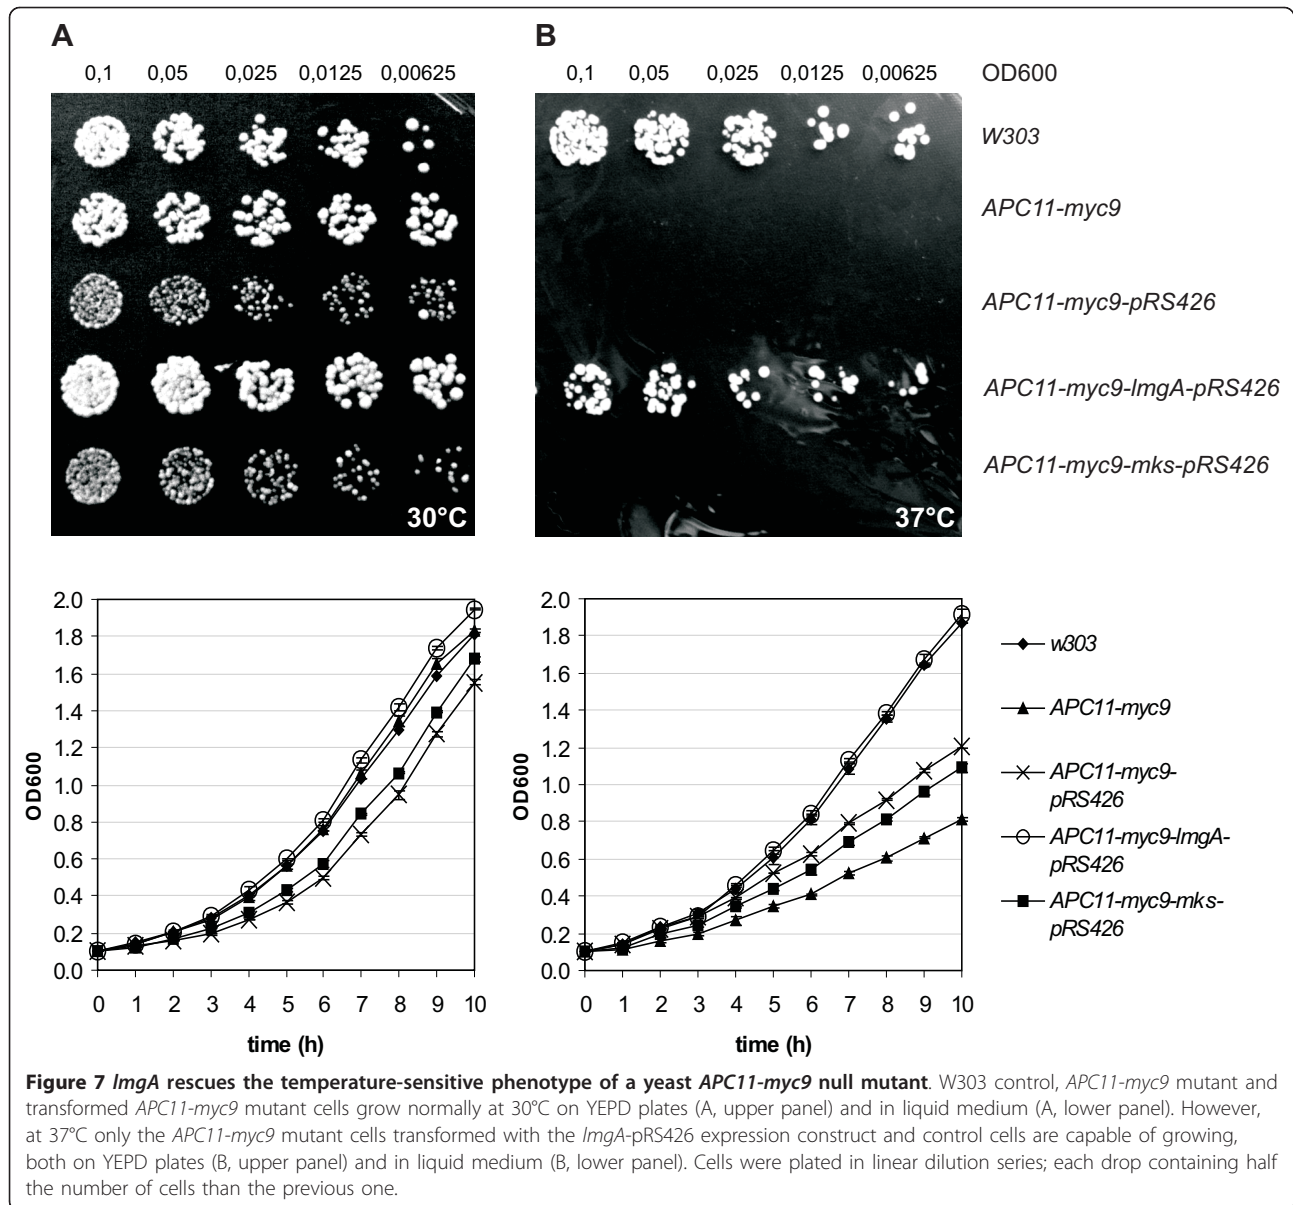 A
0,1 0,05 0,025 0,0125 0,00625
B
0,1 0,05 0,025 0,0125 0,00625
OD600
W303
APC11-myc9
APC11-myc9-pRS426
APC11-myc9-lmgA-pRS426
APC11-myc9-mks-pRS426
30°C
37°C
OD600
2.0
1.8
1.6
1.4
1.2
1.0
0.8
0.6
0.4
0.2
0.0
0 1 2 3 4 5 6 7 8 9 10
time (h)
OD600
2.0
1.8
1.6
1.4
1.2
1.0
0.8
0.6
0.4
0.2
0.0
0 1 2 3 4 5 6 7 8 9 10
time (h)
w303
APC11-myc9
APC11-myc9-
pRS426
APC11-myc9-lmgA-
pRS426
APC11-myc9-mks-
pRS426
Figure 7 lmgA rescues the temperature-sensitive phenotype of a yeast APC11-myc9 null mutant. W303 control, APC11-myc9 mutant and
transformed APC11-myc9 mutant cells grow normally at 30°C on YEPD plates (A, upper panel) and in liquid medium (A, lower panel). However,
at 37°C only the APC11-myc9 mutant cells transformed with the lmgA-pRS426 expression construct and control cells are capable of growing,
both on YEPD plates (B, upper panel) and in liquid medium (B, lower panel). Cells were plated in linear dilution series; each drop containing half
the number of cells than the previous one.